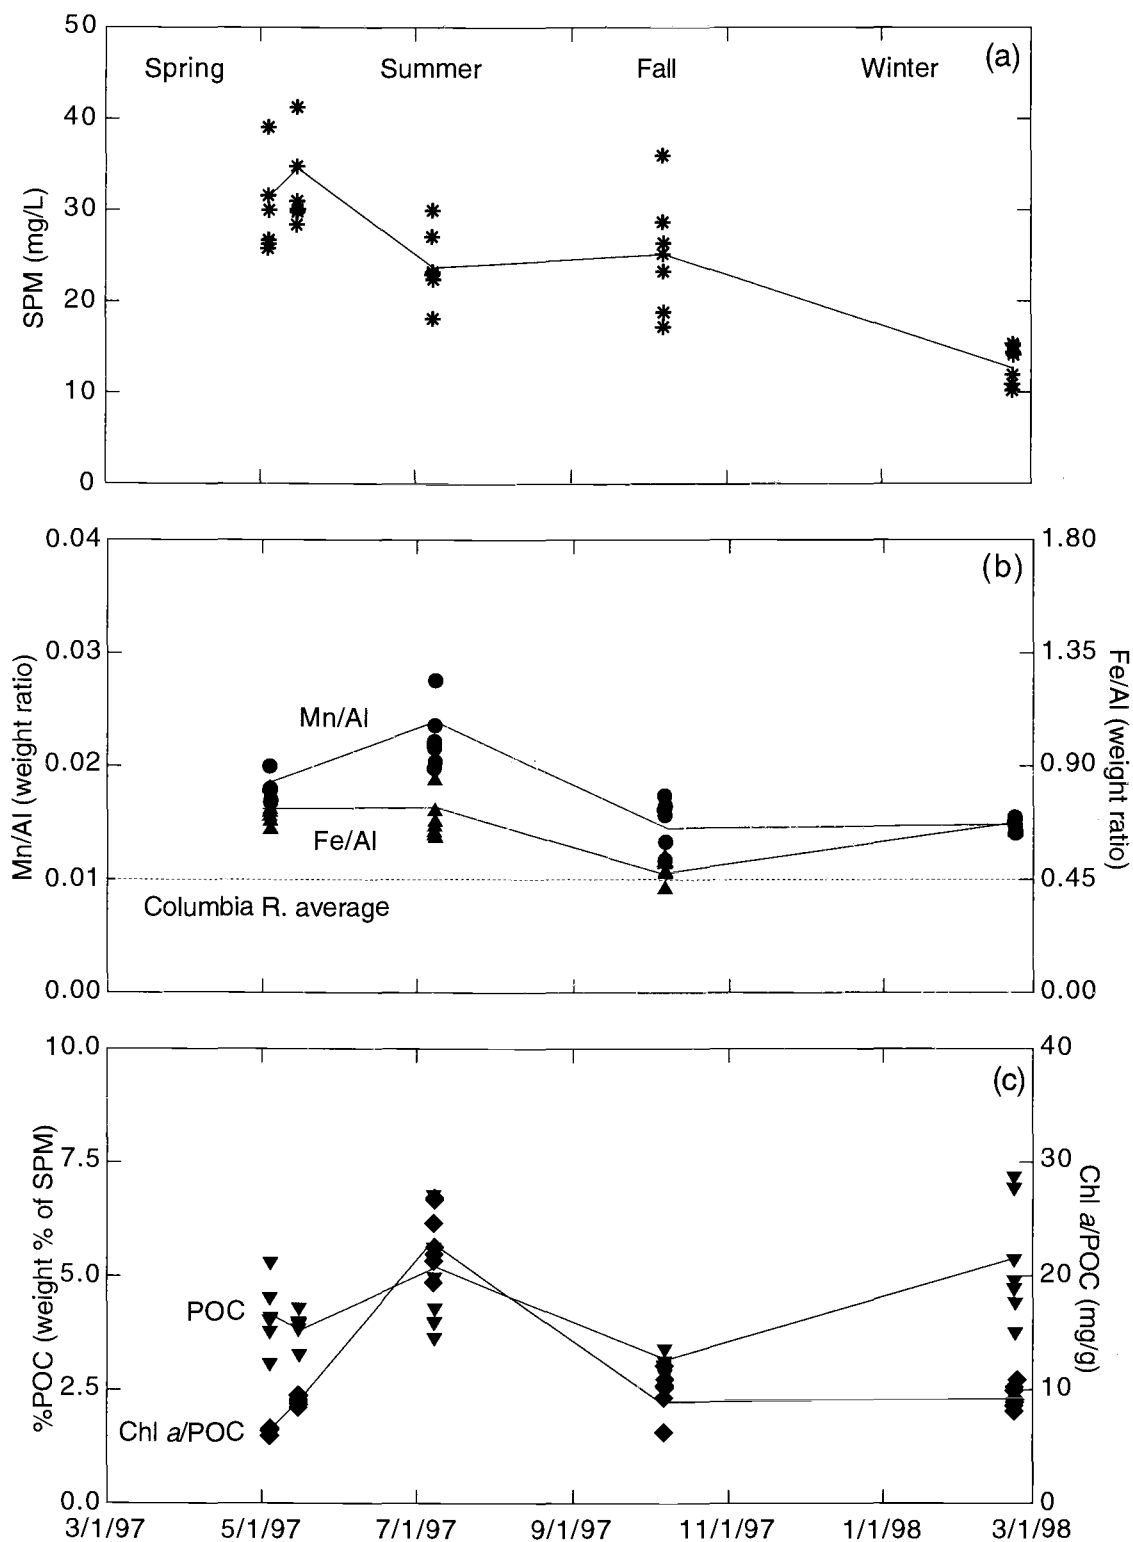 50
40
30
20
10
0
SPM (mg/L)
Spring Summer Fall Winter (a)
0.04
0.03
0.02
0.01
0.00
Mn/Al (weight ratio)
(b)
Mn/Al
Fe/Al
Columbia R. average
1.80
1.35
0.90
0.45
0.00
Fe/Al (weight ratio)
10.0
7.5
5.0
2.5
0.0
%POC (weight % of SPM)
(c)
POC
Chl a/POC
40
30
20
10
0
Chl a/POC (mg/g)
3/1/97 5/1/97 7/1/97 9/1/97 11/1/97 1/1/98 3/1/98